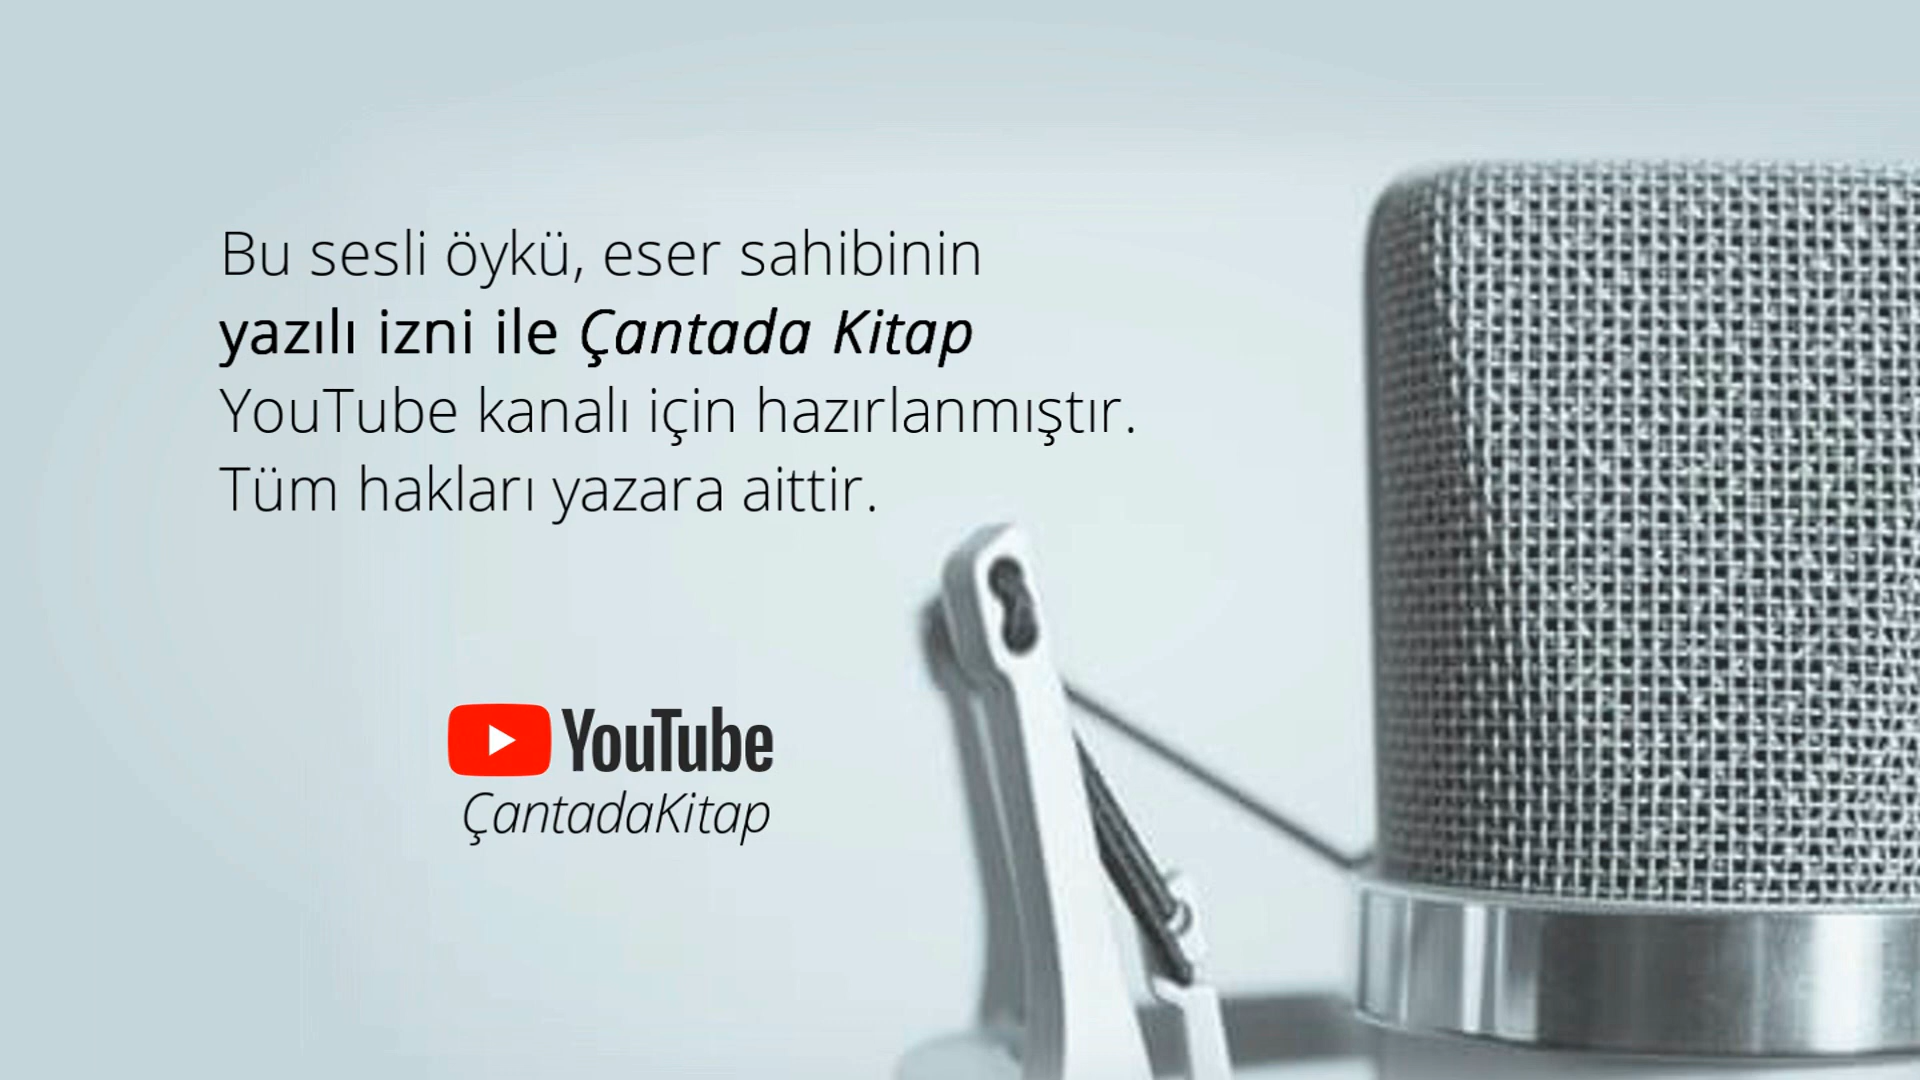 Bu sesli öykü, eser sahibinin
yazılı izni ile Çantada Kitap
YouTube kanalı için hazırlanmıştır.
Tüm hakları yazara aittir.
YouTube
ÇantadaKitap